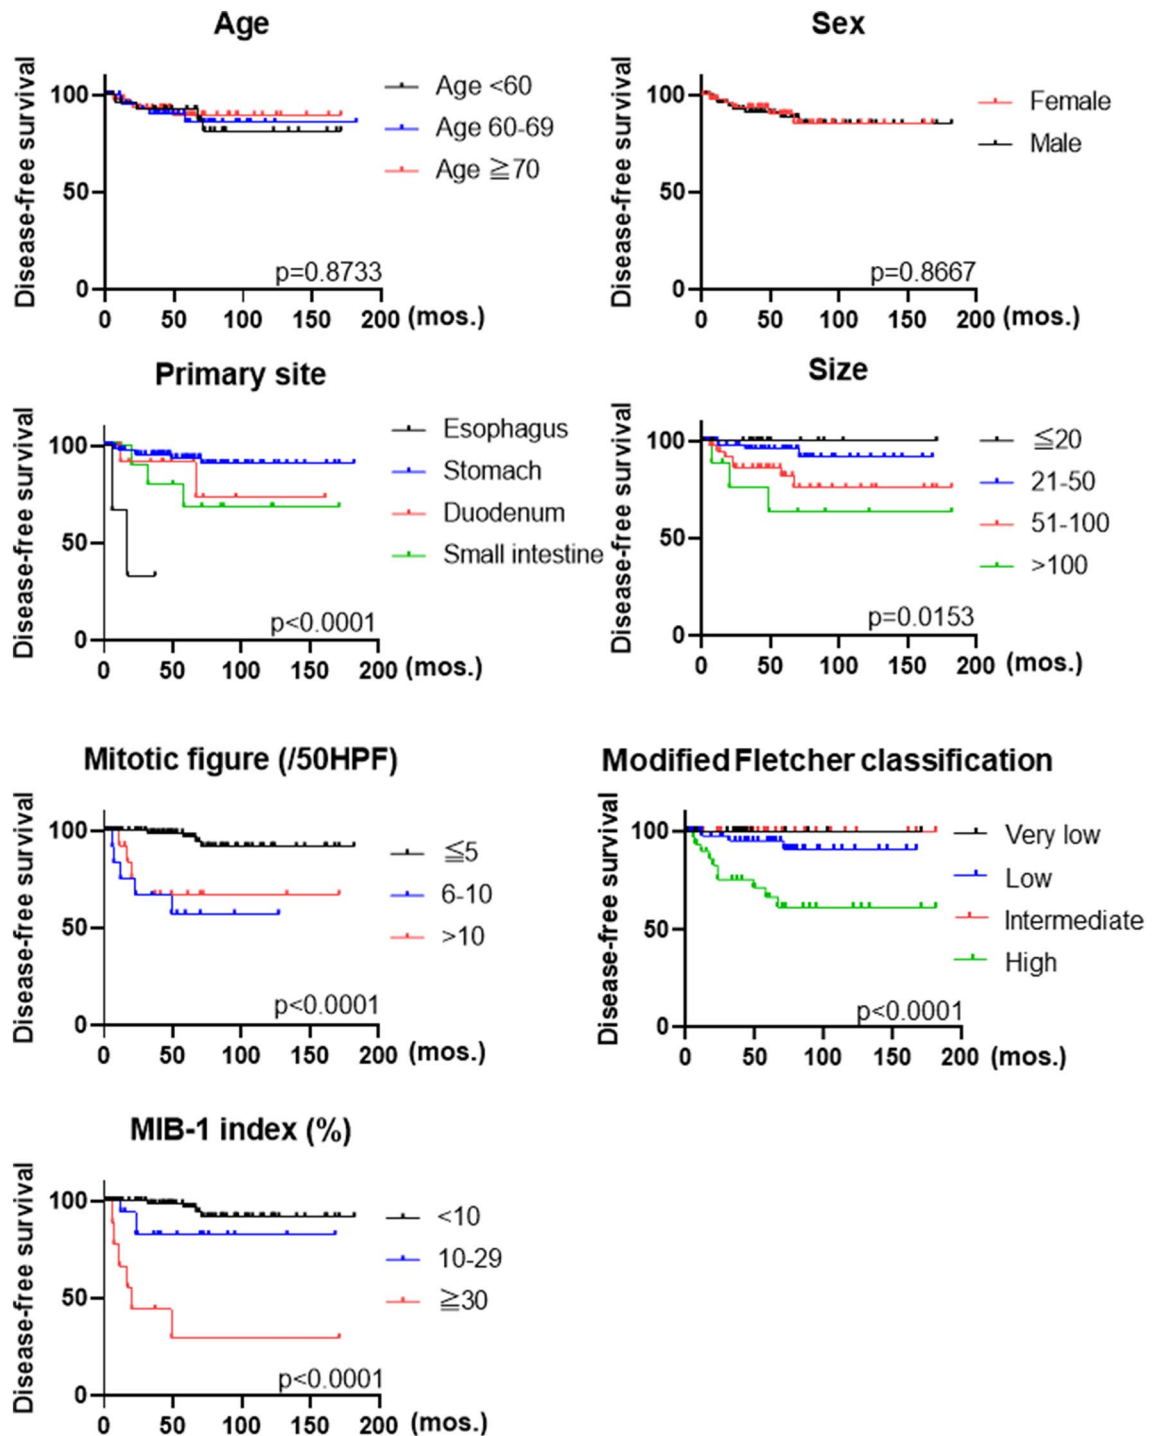 Age
Disease-free survival
100
50
0
0 50 100 150 200 (mos.)
Age <60
Age 60-69
Age ≧70
p=0.8733
Sex
Disease-free survival
100
50
0
0 50 100 150 200 (mos.)
Female
Male
p=0.8667
Primary site
Disease-free survival
100
50
0
0 50 100 150 200 (mos.)
Esophagus
Stomach
Duodenum
Small intestine
p<0.0001
Size
Disease-free survival
100
50
0
0 50 100 150 200 (mos.)
≦20
21-50
51-100
>100
p=0.0153
Mitotic figure (/50HPF)
Disease-free survival
100
50
0
0 50 100 150 200 (mos.)
≦5
6-10
>10
p<0.0001
Modified Fletcher classification
Disease-free survival
100
50
0
0 50 100 150 200 (mos.)
Very low
Low
Intermediate
High
p<0.0001
MIB-1 index (%)
Disease-free survival
100
50
0
0 50 100 150 200 (mos.)
<10
10-29
≧30
p<0.0001